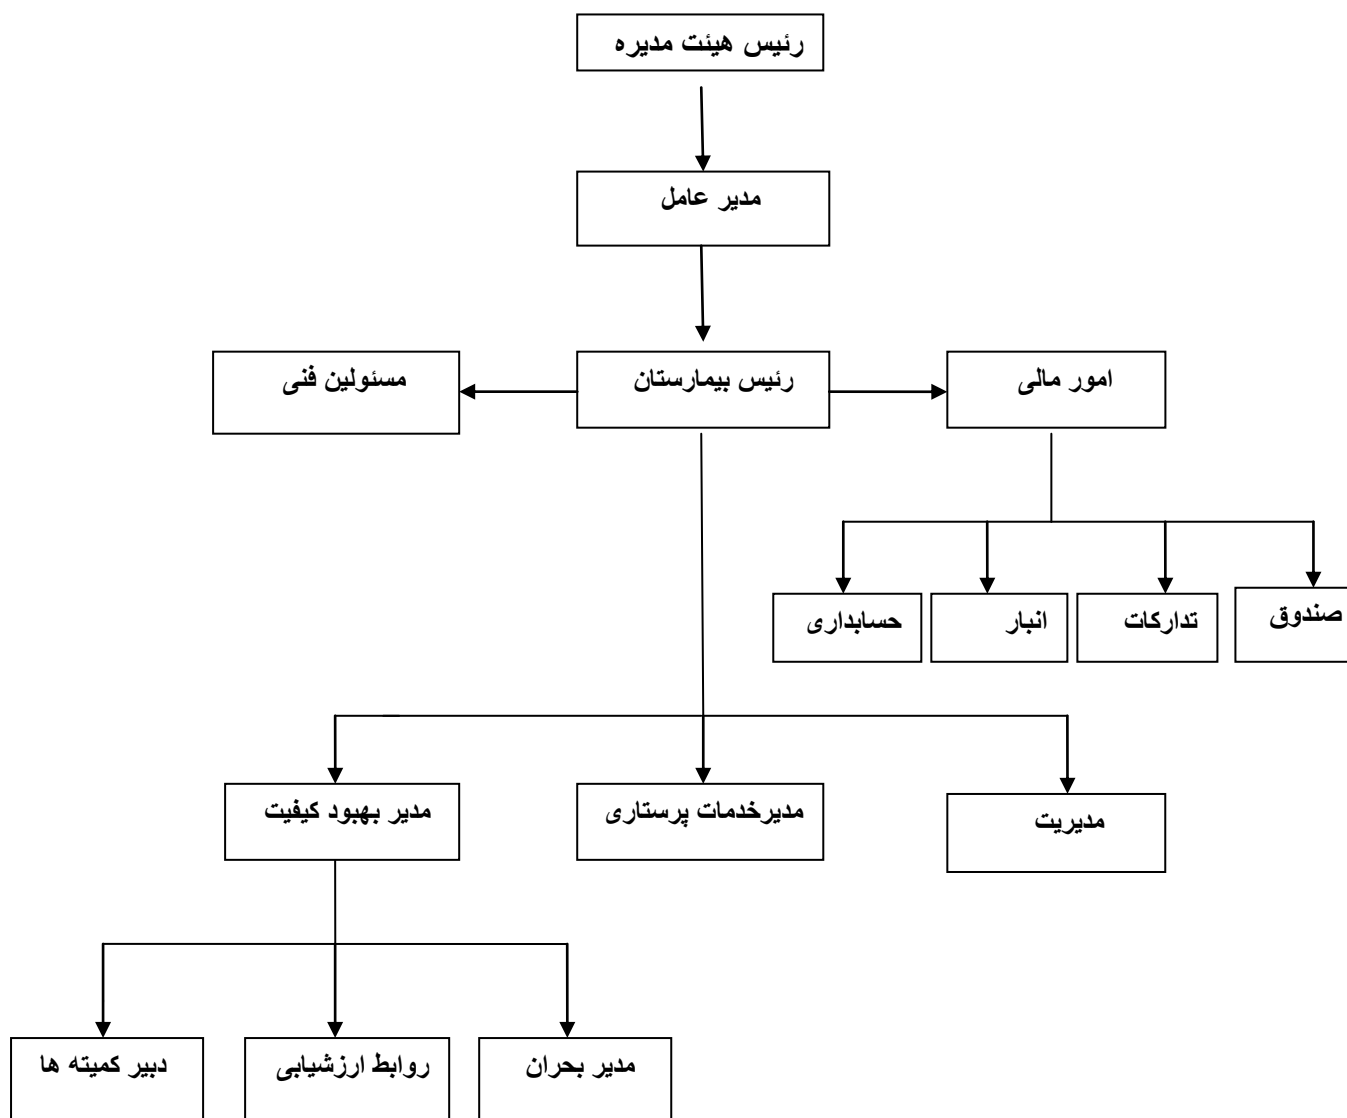 رئیس هیئت مدیره
مدیر عامل
امور مالی
رئیس بیمارستان
مسئولین فنی
صندوق
تدارکات
انبار
حسابداری
مدیریت
مدیرخدمات پرستاری
مدیر بهبود کیفیت
مدیر بحران
روابط ارزشیابی
دبیر کمیته ها